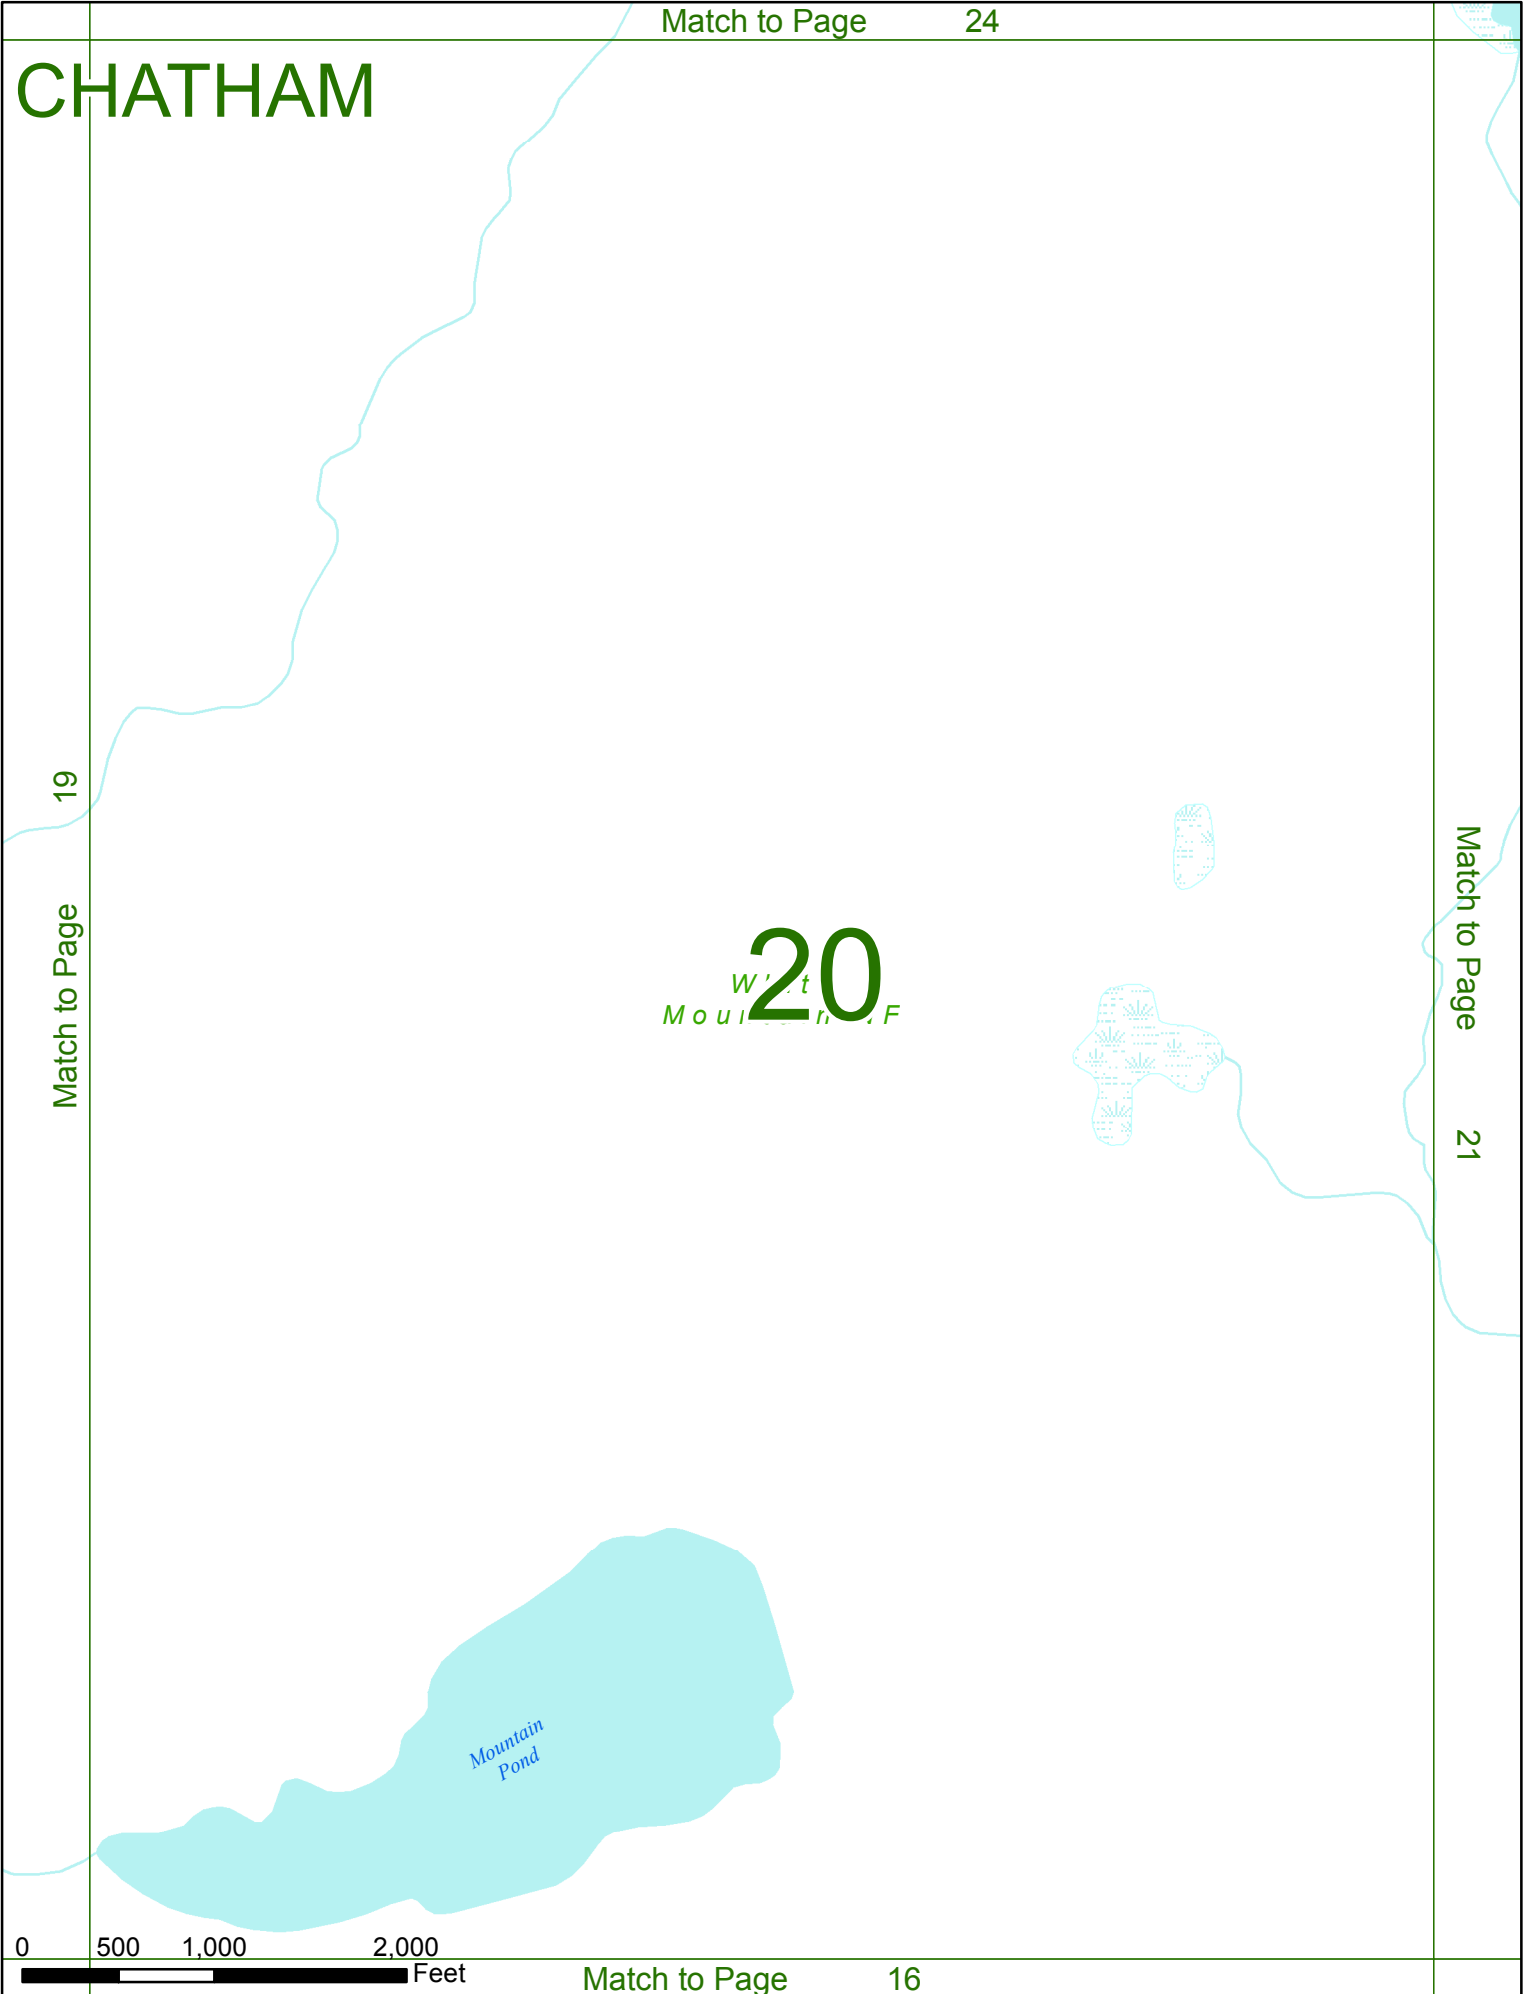 Match to Page 24
CHATHAM
Match to Page 19
20
F
Match to Page 21
Mountain
Pond
0 500 1,000 2,000
Feet
Match to Page 16